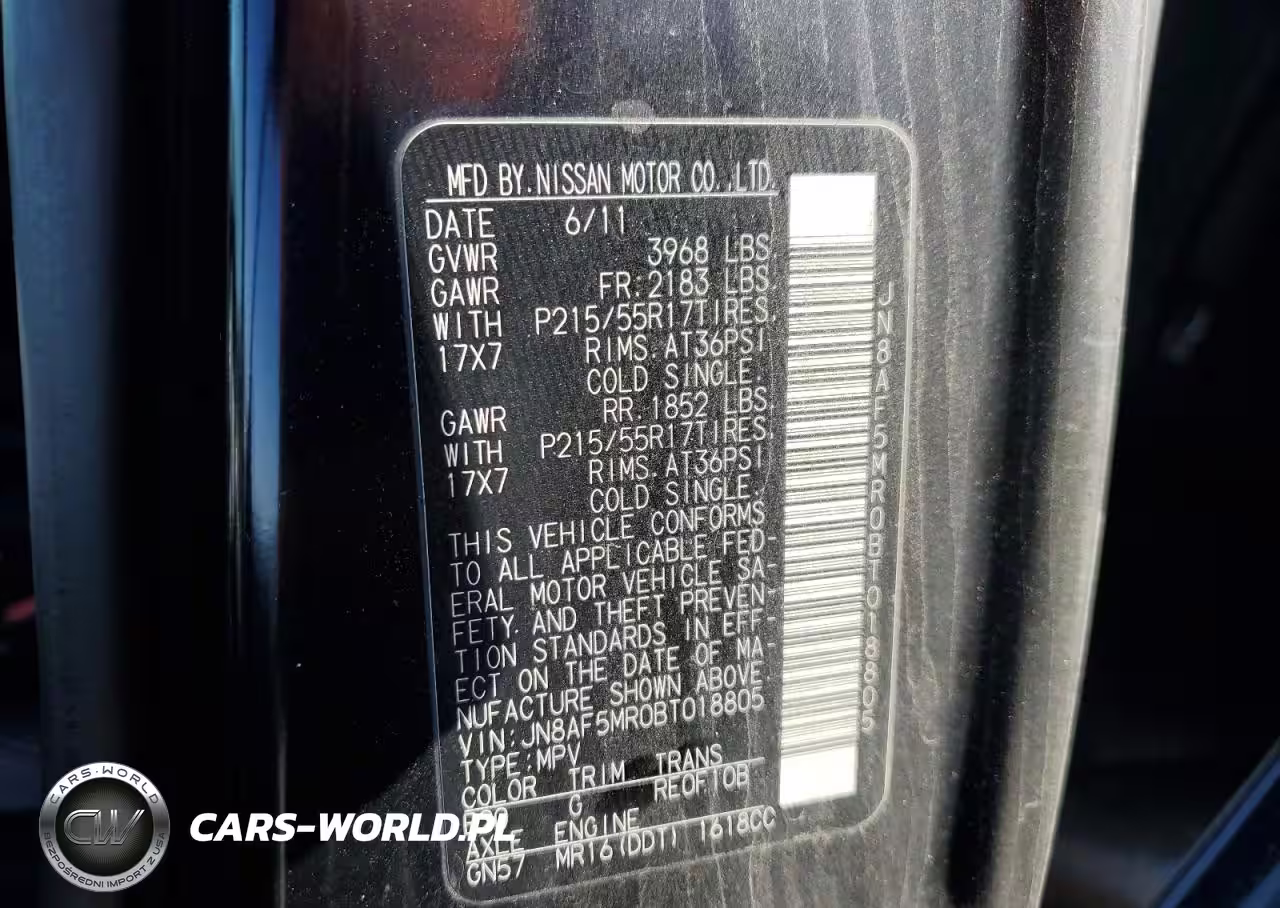 MFD BY.NISSAN MOTOR CO.,LTD.
DATE 6/11
GVWR 3968 LBS
GAWR FR:2183 LBS
WITH P215/55R17TIRES.
17X7 RIMS.AT36PSI
COLD SINGLE.
GAWR RR.1852 LBS.
WITH P215/55R17TIRES.
17X7 RIMS.AT36PSI
COLD SINGLE.
THIS VEHICLE CONFORMS
TO ALL APPLICABLE FED-
ERAL MOTOR VEHICLE SA-
FETY. AND THEFT PREVEN-
TION STANDARDS IN EFF-
ECT ON THE DATE OF MA-
NUFACTURE SHOWN ABOVE
VIN:JN8AF5MR0BT018805
TYPE:MPV
COLOR TRIM TRANS
G RE0F10B
AXLE ENGINE
GN57 MR16(DDT) 1618CC
JN8AF5MR0BT018805
CARS-WORLD
CW
BEZPOŚREDNI IMPORT Z USA
CARS-WORLD.PL